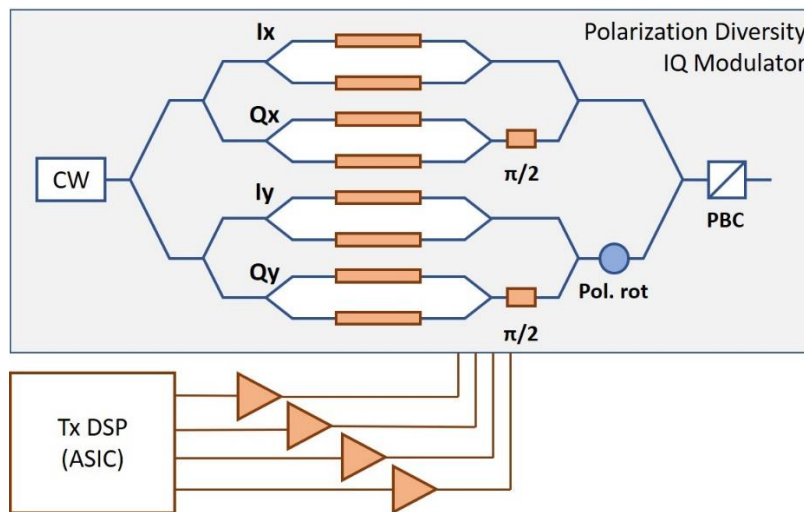 Polarization Diversity
IQ Modulator
Ix
Qx
π/2
CW
Iy
PBC
Qy
Pol. rot
π/2
Tx DSP
(ASIC)